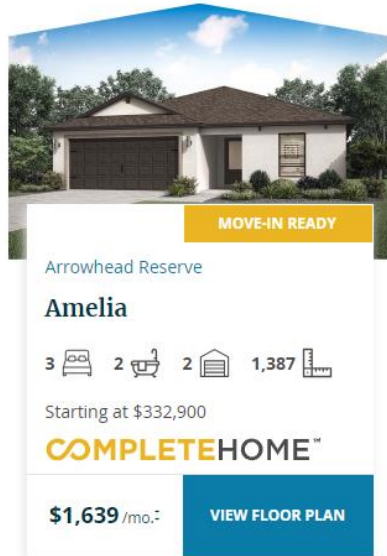 MOVE-IN READY
Arrowhead Reserve
Amelia
3 2 2 1,387
Starting at $332,900
COMPLETEHOME™
$1,639 /mo.‡ VIEW FLOOR PLAN